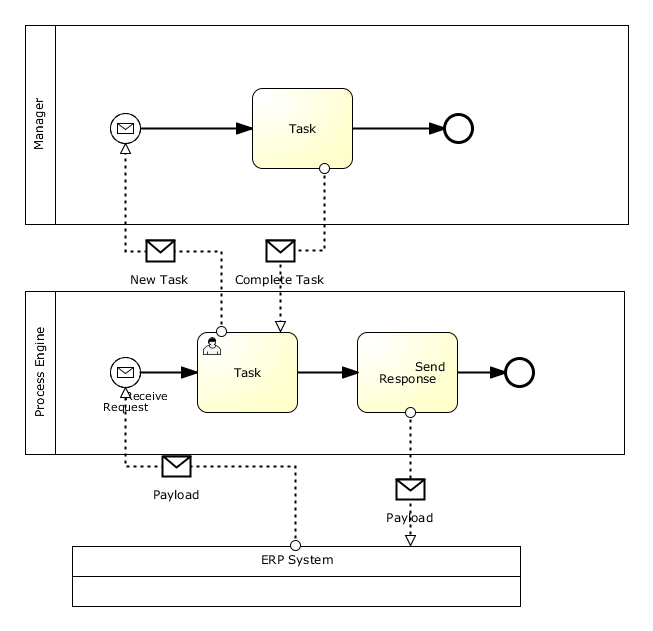 Manager
Task
New Task
Complete Task
Process Engine
Receive
Request
Task
Send
Response
Payload
Payload
ERP System